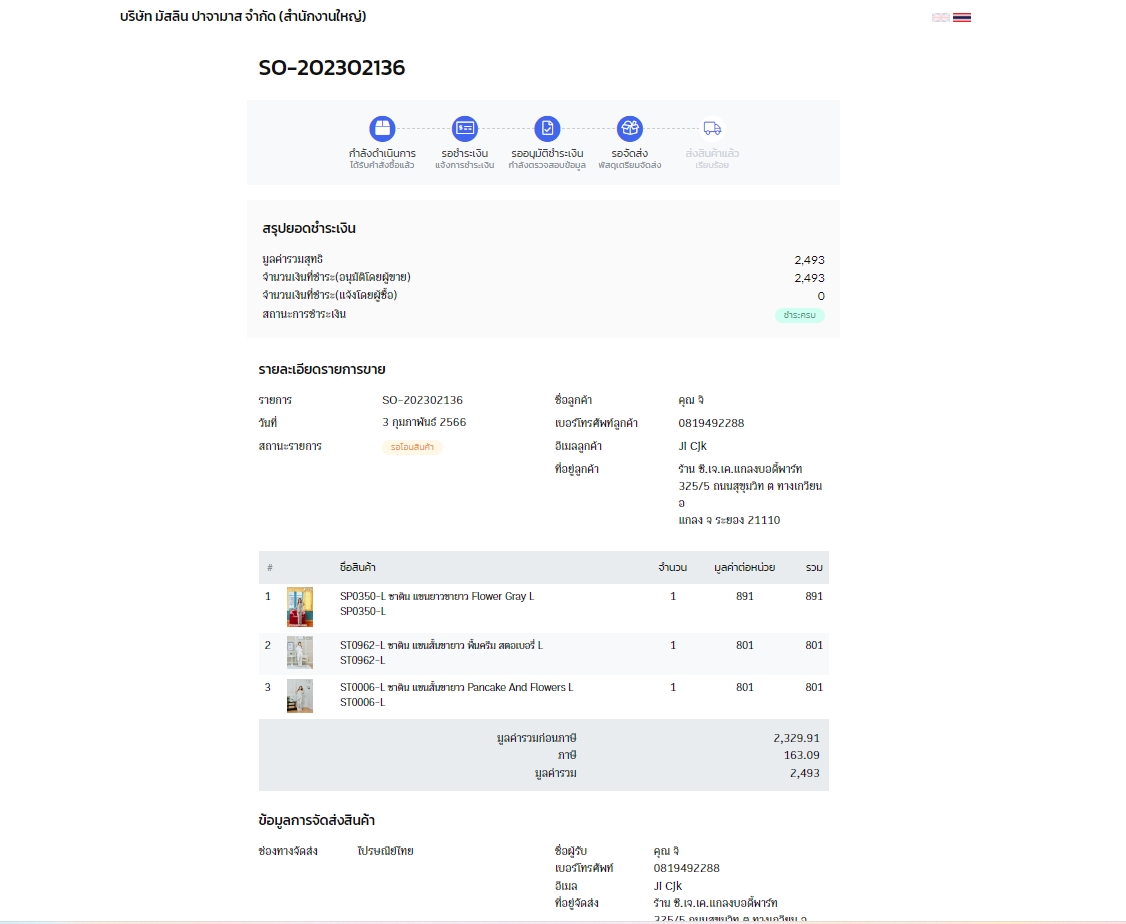 บริษัท มัสลิน ปาจามาส จำกัด (สำนักงานใหญ่)
SO-202302136
กำลังดำเนินการ
ได้รับคำสั่งซื้อแล้ว
รอชำระเงิน
แจ้งการชำระเงิน
รออนุมัติชำระเงิน
กำลังตรวจสอบข้อมูล
รอจัดส่ง
พัสดุเตรียมจัดส่ง
ส่งสินค้าแล้ว
เรียบร้อย
สรุปยอดชำระเงิน
มูลค่ารวมสุทธิ 2,493
จำนวนเงินที่ชำระ(อนุมัติโดยผู้ขาย) 2,493
จำนวนเงินที่ชำระ(แจ้งโดยผู้ซื้อ) 0
สถานะการชำระเงิน ชำระครบ
รายละเอียดรายการขาย
รายการ SO-202302136
วันที่ 3 กุมภาพันธ์ 2566
สถานะรายการ รอโอนสินค้า
ชื่อลูกค้า คุณ จิ
เบอร์โทรศัพท์ลูกค้า 0819492288
อีเมลลูกค้า JI Cjk
ที่อยู่ลูกค้า ร้าน ซี.เจ.เค.แกลงบอดี้พาร์ท
325/5 ถนนสุขุมวิท ต ทางเกวียน
อ
แกลง จ ระยอง 21110
# ชื่อสินค้า จำนวน มูลค่าต่อหน่วย รวม
1 SP0350-L ซาติน แขนยาวขายาว Flower Gray L 1 891 891
SP0350-L
2 ST0962-L ซาติน แขนสั้นขายาว พื้นครีม สตอเบอรี่ L 1 801 801
ST0962-L
3 ST0006-L ซาติน แขนสั้นขายาว Pancake And Flowers L 1 801 801
ST0006-L
มูลค่ารวมก่อนภาษี 2,329.91
ภาษี 163.09
มูลค่ารวม 2,493
ข้อมูลการจัดส่งสินค้า
ช่องทางจัดส่ง ไปรษณีย์ไทย
ชื่อผู้รับ คุณ จิ
เบอร์โทรศัพท์ 0819492288
อีเมล JI Cjk
ที่อยู่จัดส่ง ร้าน ซี.เจ.เค.แกลงบอดี้พาร์ท
325/5 ถนนสุขุมวิท ต ทางเกวียน อ